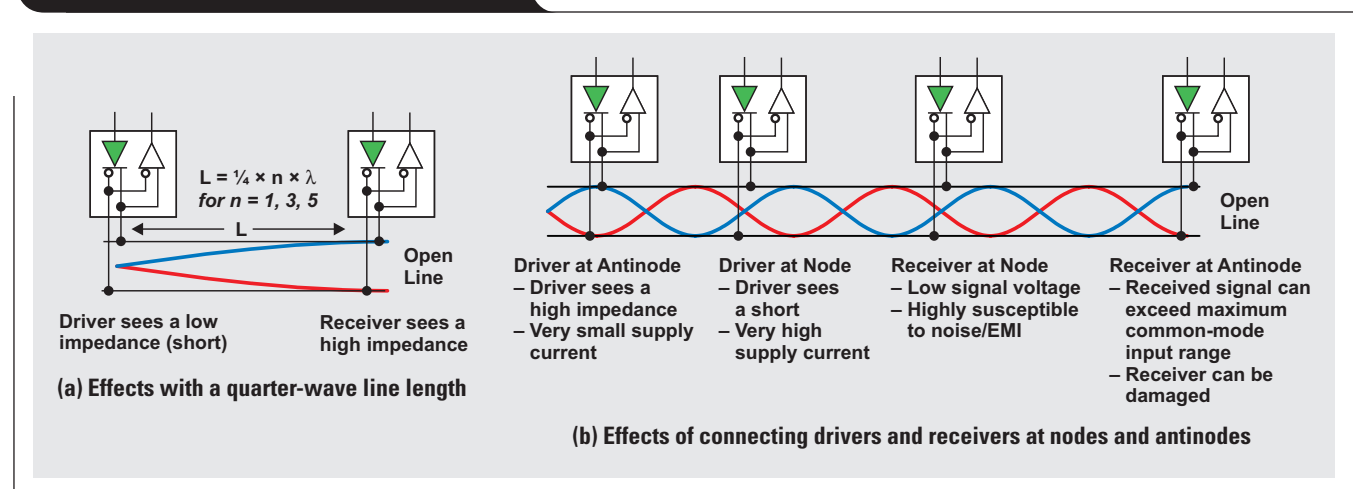 L = ¼ × n × λ
for n = 1, 3, 5
L
Open
Line
Driver sees a low
impedance (short)
Receiver sees a
high impedance
(a) Effects with a quarter-wave line length
Open
Line
Driver at Antinode
– Driver sees a
high impedance
– Very small supply
current
Driver at Node
– Driver sees
a short
– Very high
supply current
Receiver at Node
– Low signal voltage
– Highly susceptible
to noise/EMI
Receiver at Antinode
– Received signal can
exceed maximum
common-mode
input range
– Receiver can be
damaged
(b) Effects of connecting drivers and receivers at nodes and antinodes